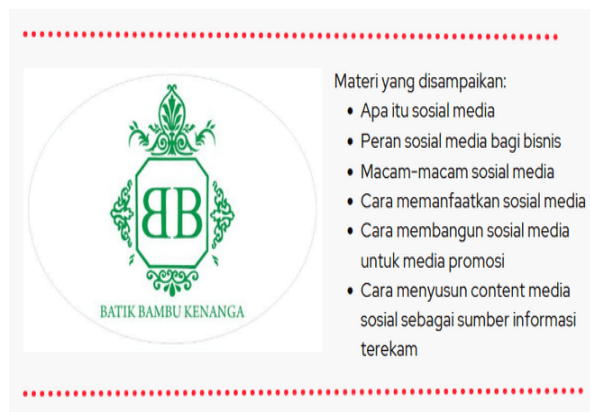 BB
BATIK BAMBU KENANGA
Materi yang disampaikan:
• Apa itu sosial media
• Peran sosial media bagi bisnis
• Macam-macam sosial media
• Cara memanfaatkan sosial media
• Cara membangun sosial media
untuk media promosi
• Cara menyusun content media
sosial sebagai sumber informasi
terekam